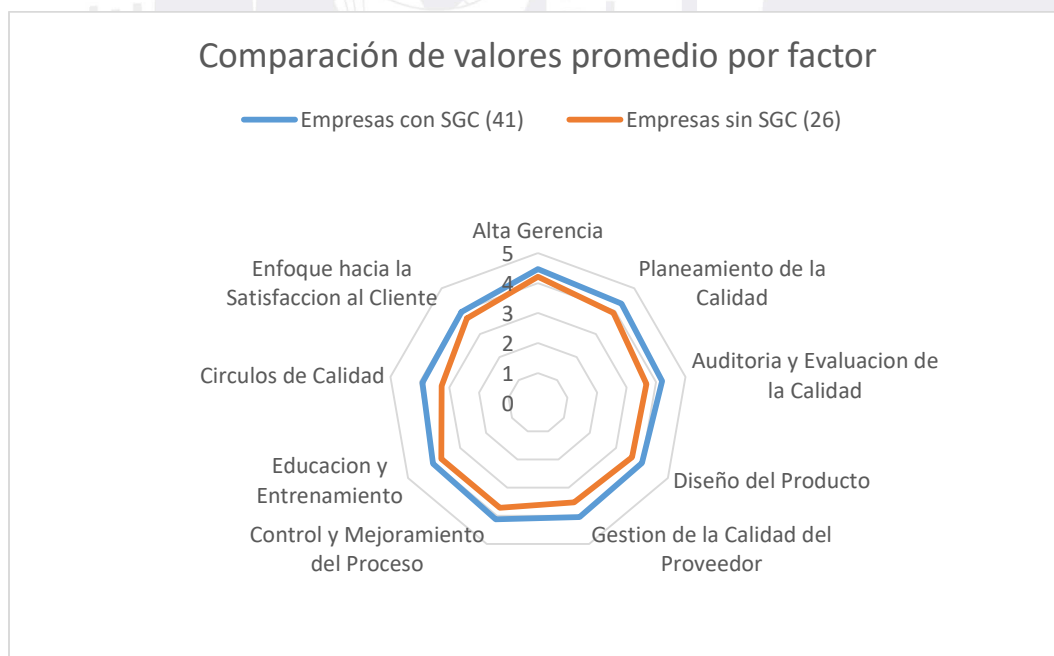 Comparación de valores promedio por factor
Empresas con SGC (41)
Empresas sin SGC (26)
Alta Gerencia
Planeamiento de la
Calidad
Auditoria y Evaluacion de
la Calidad
Diseño del Producto
Gestion de la Calidad del
Proveedor
Control y Mejoramiento
del Proceso
Educacion y
Entrenamiento
Circulos de Calidad
Enfoque hacia la
Satisfaccion al Cliente
5
4
3
2
1
0